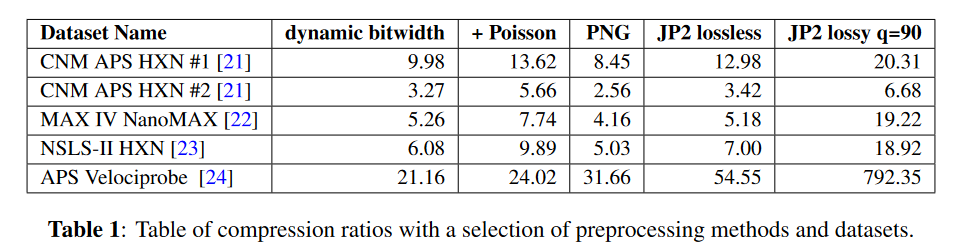 Dataset Name dynamic bitwidth + Poisson PNG JP2 lossless JP2 lossy q=90
CNM APS HXN #1 [21] 9.98 13.62 8.45 12.98 20.31
CNM APS HXN #2 [21] 3.27 5.66 2.56 3.42 6.68
MAX IV NanoMAX [22] 5.26 7.74 4.16 5.18 19.22
NSLS-II HXN [23] 6.08 9.89 5.03 7.00 18.92
APS Velociprobe [24] 21.16 24.02 31.66 54.55 792.35
Table 1: Table of compression ratios with a selection of preprocessing methods and datasets.